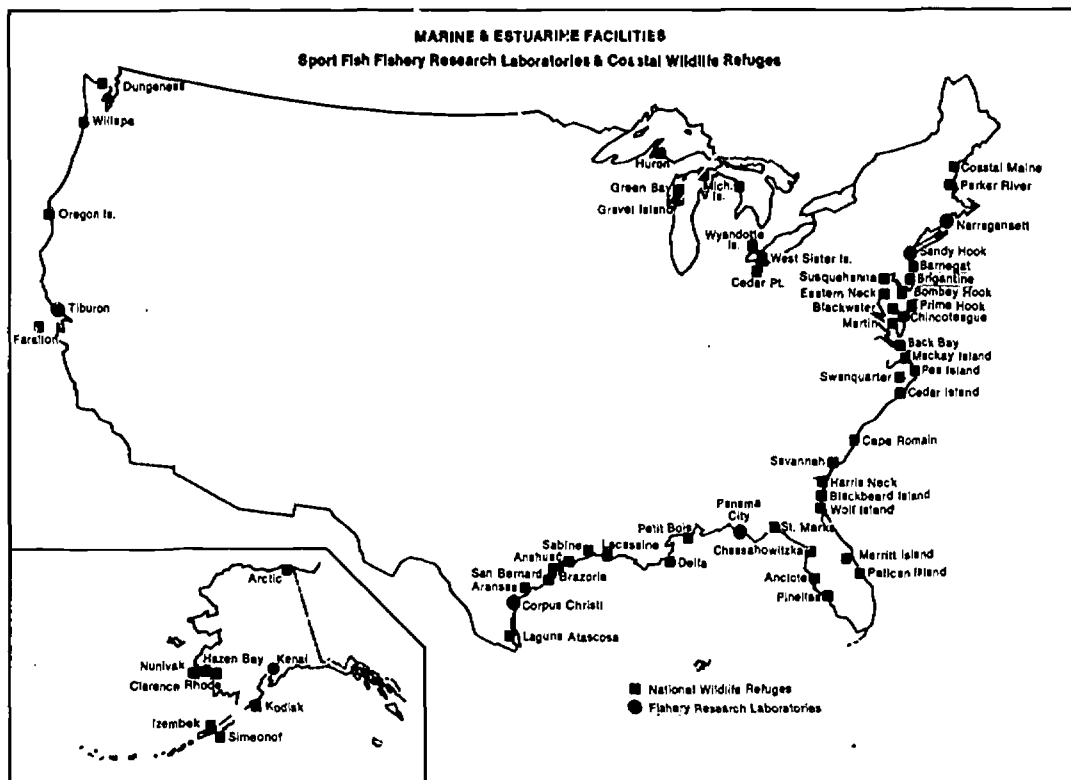 MARINE & ESTUARINE FACILITIES
Sport Fish Fishery Research Laboratories & Coastal Wildlife Refuges
Dungeness
Willapa
Oregon Is.
Tiburon
Farallon
Huron
Green Bay
Gravel Island
Mich.
Is.
Wyandotte
Is.
West Sister Is.
Cedar Pt.
Coastal Maine
Parker River
Narragansett
Sandy Hook
Barnegat
Brigantine
Susquehanna
Eastern Neck
Bombay Hook
Blackwater
Prime Hook
Martin
Chincoteague
Back Bay
Mackay Island
Pea Island
Swanquarter
Cedar Island
Cape Romain
Savannah
Harris Neck
Blackbeard Island
Wolf Island
Panama
City
St. Marks
Petit Bois
Chassahowitzka
Merritt Island
Pelican Island
Anclote
Pinellas
Delta
Lacassine
Sabine
Anahuac
San Bernard
Brazoria
Aransas
Corpus Christi
Laguna Atascosa
Arctic
Nunivak
Hazen Bay
Kenai
Clarence Rhode
Kodiak
Izembek
Simeonof
National Wildlife Refuges
Fishery Research Laboratories